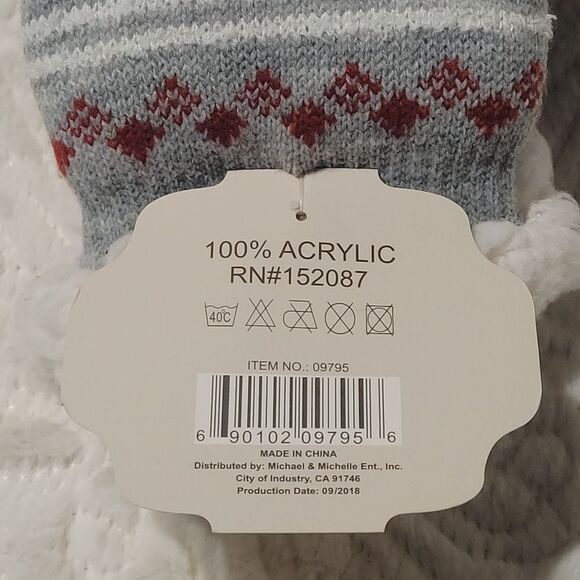 100% ACRYLIC
RN#152087
40C
ITEM NO.: 09795
6 90102 09795 6
MADE IN CHINA
Distributed by: Michael & Michelle Ent., Inc.
City of Industry, CA 91746
Production Date: 09/2018